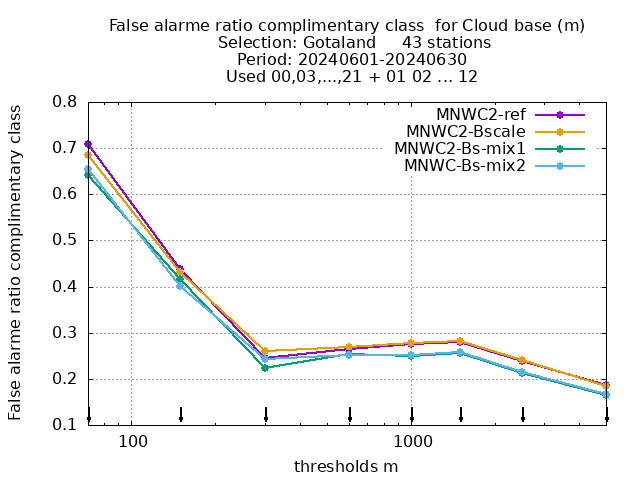 False alarme ratio complimentary class  for Cloud base (m)
Selection: Gotaland     43 stations
Period: 20240601-20240630
Used 00,03,...,21 + 01 02 ... 12
False alarme ratio complimentary class
0.8
0.7
0.6
0.5
0.4
0.3
0.2
0.1
MNWC2-ref
MNWC2-Bscale
MNWC2-Bs-mix1
MNWC-Bs-mix2
100
1000
thresholds m